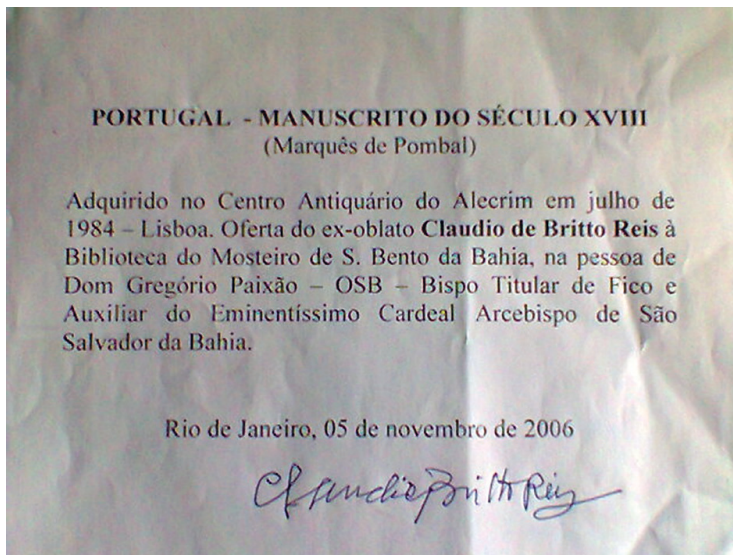 PORTUGAL - MANUSCRITO DO SÉCULO XVIII
(Marquês de Pombal)
Adquirido no Centro Antiquário do Alecrim em julho de
1984 – Lisboa. Oferta do ex-oblato Claudio de Britto Reis à
Biblioteca do Mosteiro de S. Bento da Bahia, na pessoa de
Dom Gregório Paixão – OSB – Bispo Titular de Fico e
Auxiliar do Eminentíssimo Cardeal Arcebispo de São
Salvador da Bahia.
Rio de Janeiro, 05 de novembro de 2006
Claudio Britto Reis